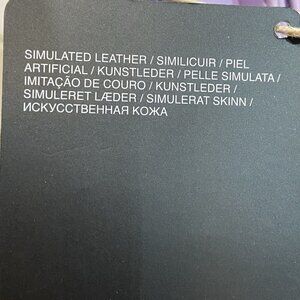 SIMULATED LEATHER / SIMILICUIR / PIEL
ARTIFICIAL / KUNSTLEDER / PELLE SIMULATA /
IMITAÇÃO DE COURO / KUNSTLEDER /
SIMULERET LÆDER / SIMULERAT SKINN /
ИСКУССТВЕННАЯ КОЖА